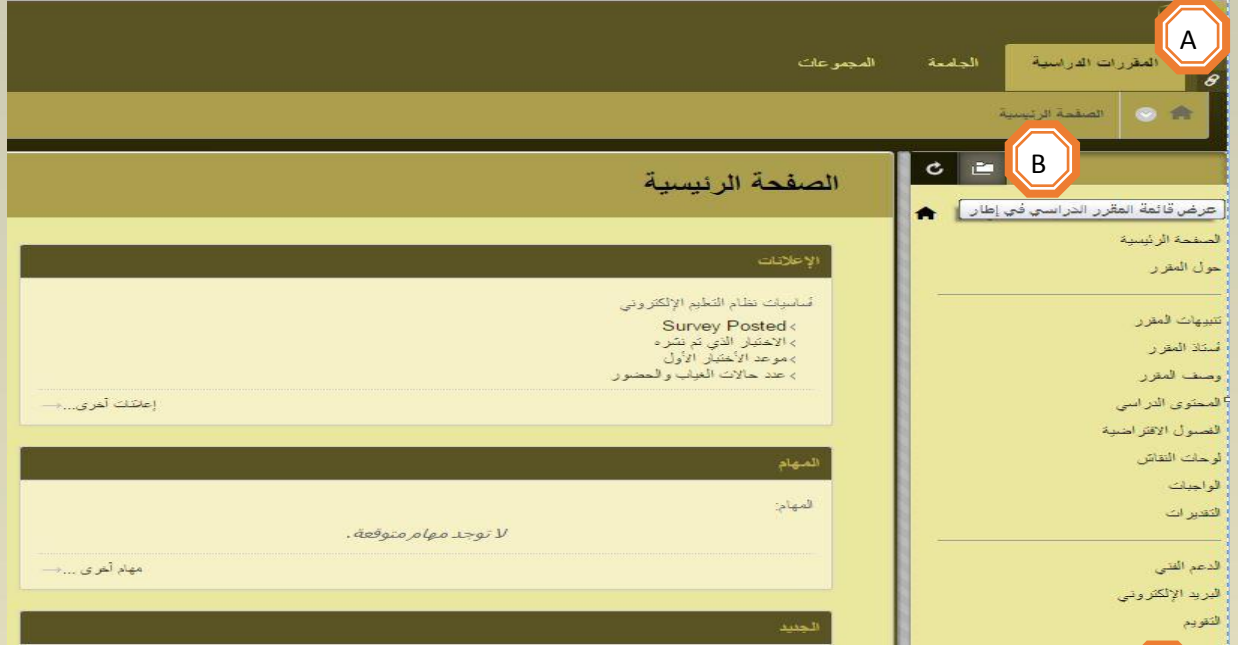 A
المقررات الدراسية
الجامعة
المجموعات
الصفحة الرئيسية
B
عرض قائمة المقرر الدراسي في إطار
الصفحة الرئيسية
حول المقرر
تنبيهات المقرر
أستاذ المقرر
وصف المقرر
المحتوى الدراسي
الفصول الافتراضية
لوحات النقاش
الواجبات
التقديرات
الدعم الفني
البريد الإلكتروني
التقويم
الصفحة الرئيسية
الإعلانات
أساسيات نظام التعليم الإلكتروني
Survey Posted
الاختبار الذي تم نشره
موعد الأختبار الأول
عدد حالات الغياب والحضور
إعلانات أخرى...
المهام
المهام:
لا توجد مهام متوقعة.
مهام أخرى ...
الجديد